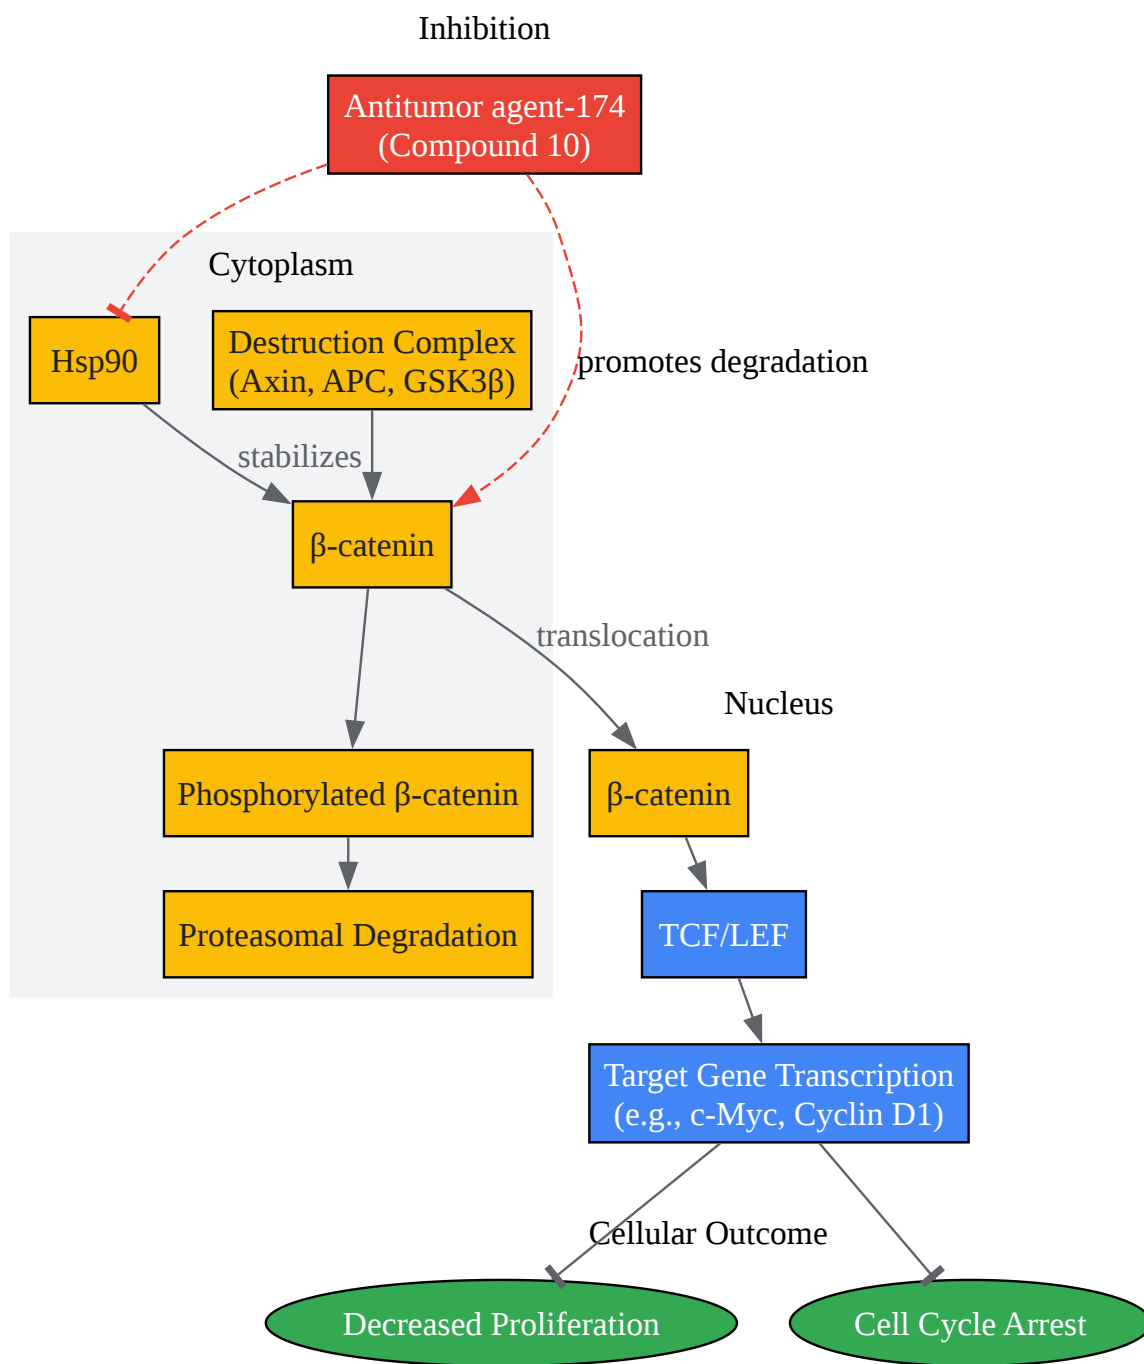 Inhibition
Antitumor agent-174
(Compound 10)
Cytoplasm
Hsp90
Destruction Complex
(Axin, APC, GSK3β)
promotes degradation
stabilizes
β-catenin
translocation
Nucleus
Phosphorylated β-catenin
β-catenin
Proteasomal Degradation
TCF/LEF
Target Gene Transcription
(e.g., c-Myc, Cyclin D1)
Cellular Outcome
Decreased Proliferation
Cell Cycle Arrest